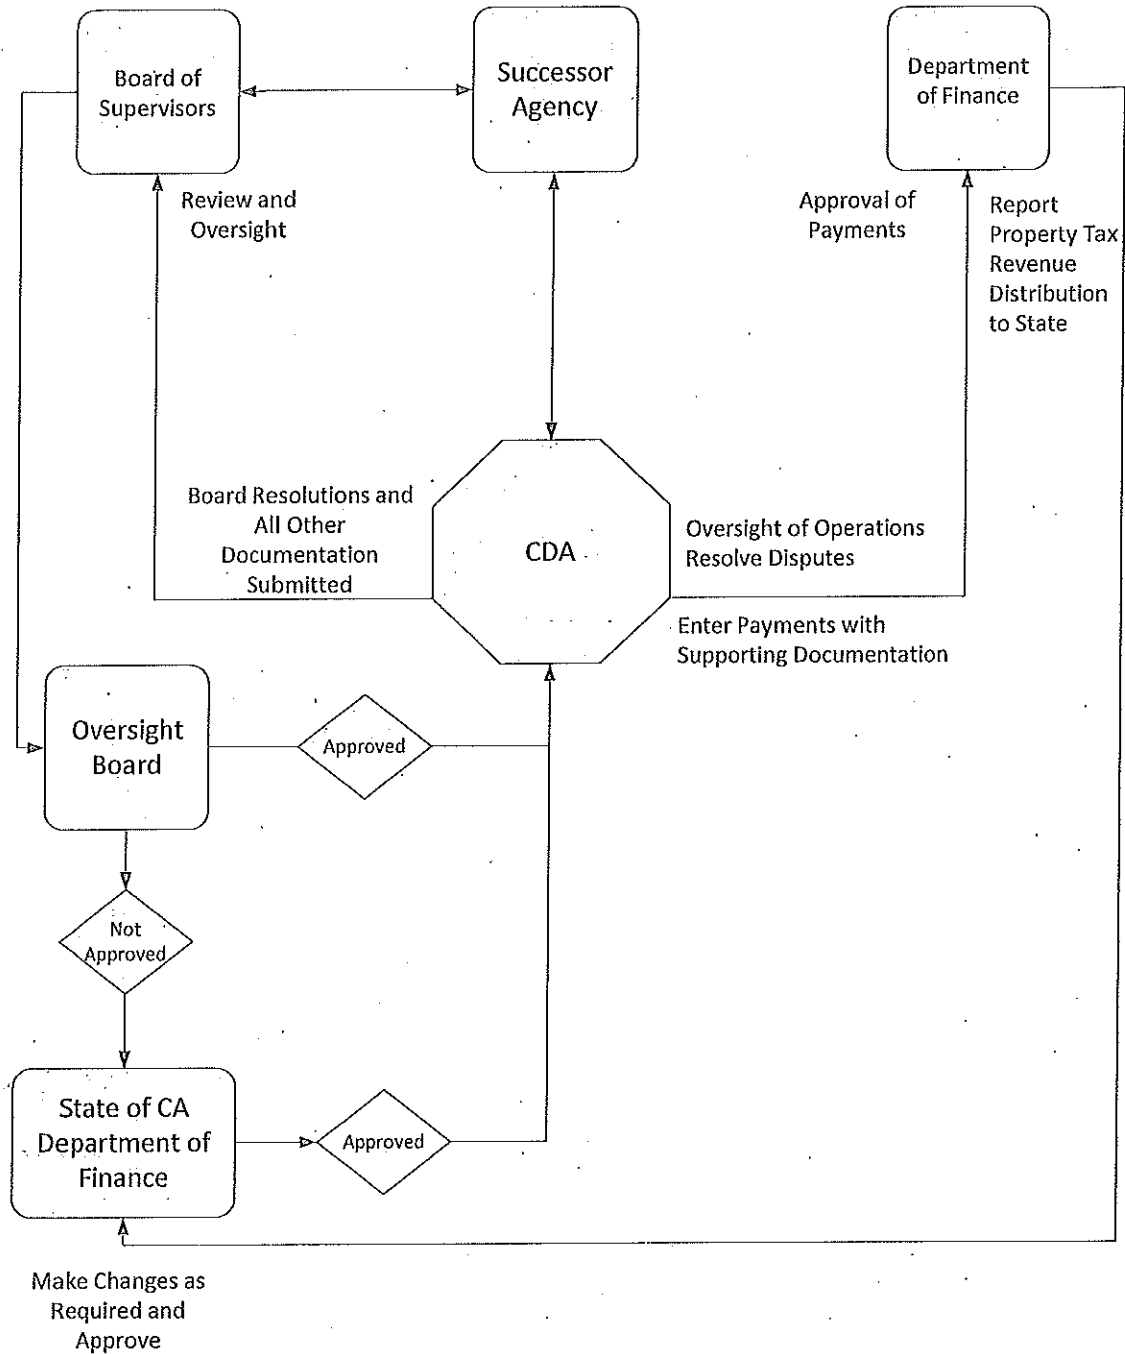 Board of
Supervisors
Successor
Agency
Department
of Finance
Review and
Oversight
Approval of
Payments
Report
Property Tax
Revenue
Distribution
to State
Board Resolutions and
All Other
Documentation
Submitted
CDA
Oversight of Operations
Resolve Disputes
Enter Payments with
Supporting Documentation
Oversight
Board
Approved
Not
Approved
State of CA
Department of
Finance
Approved
Make Changes as
Required and
Approve